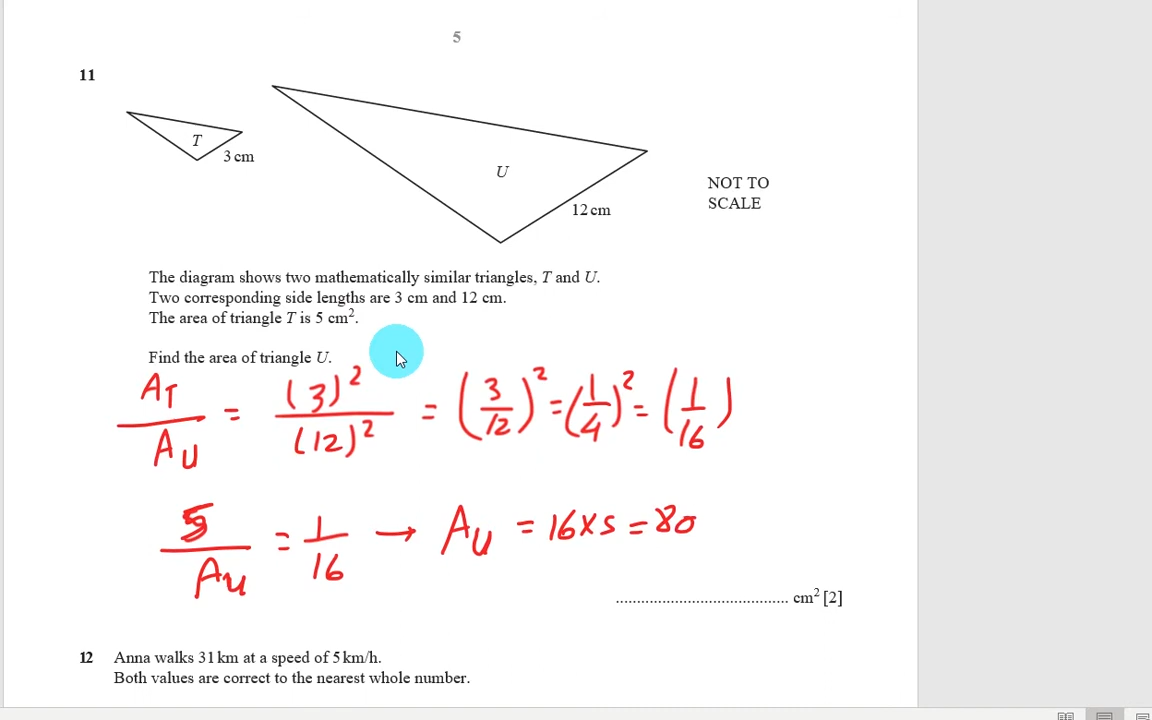 5
11
T
3 cm
U
12 cm
NOT TO
SCALE
The diagram shows two mathematically similar triangles, T and U.
Two corresponding side lengths are 3 cm and 12 cm.
The area of triangle T is 5 cm².
Find the area of triangle U.
A_T / A_U = (3)² / (12)² = (3/12)² = (1/4)² = (1/16)
5 / A_U = 1/16 → A_U = 16 x 5 = 80
........................................ cm² [2]
12 Anna walks 31 km at a speed of 5 km/h.
Both values are correct to the nearest whole number.